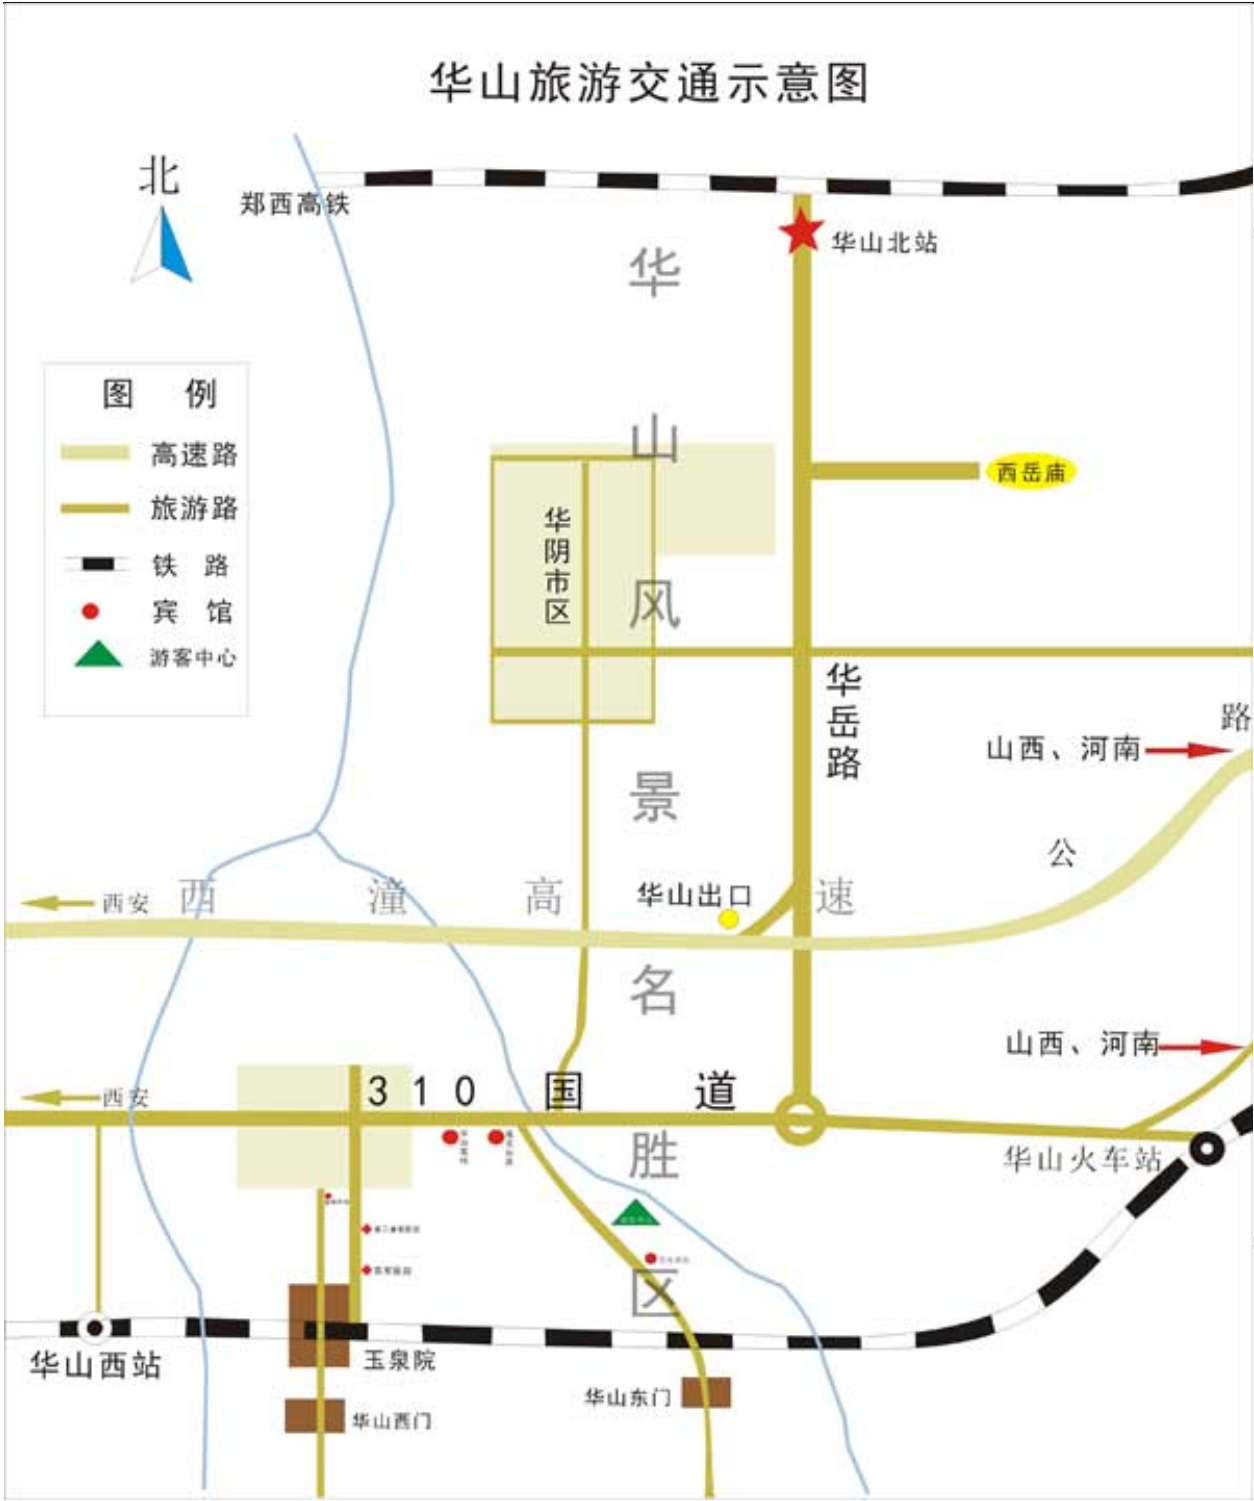 华山旅游交通示意图
北
郑西高铁
华山北站
图 例
高速路
旅游路
铁 路
宾 馆
游客中心
华山风景名胜区
西岳庙
华阴市区
华岳路
山西、河南
西潼高速公路
西安
华山出口
山西、河南
西安
310国道
华山火车站
华山西站
玉泉院
华山西门
华山东门